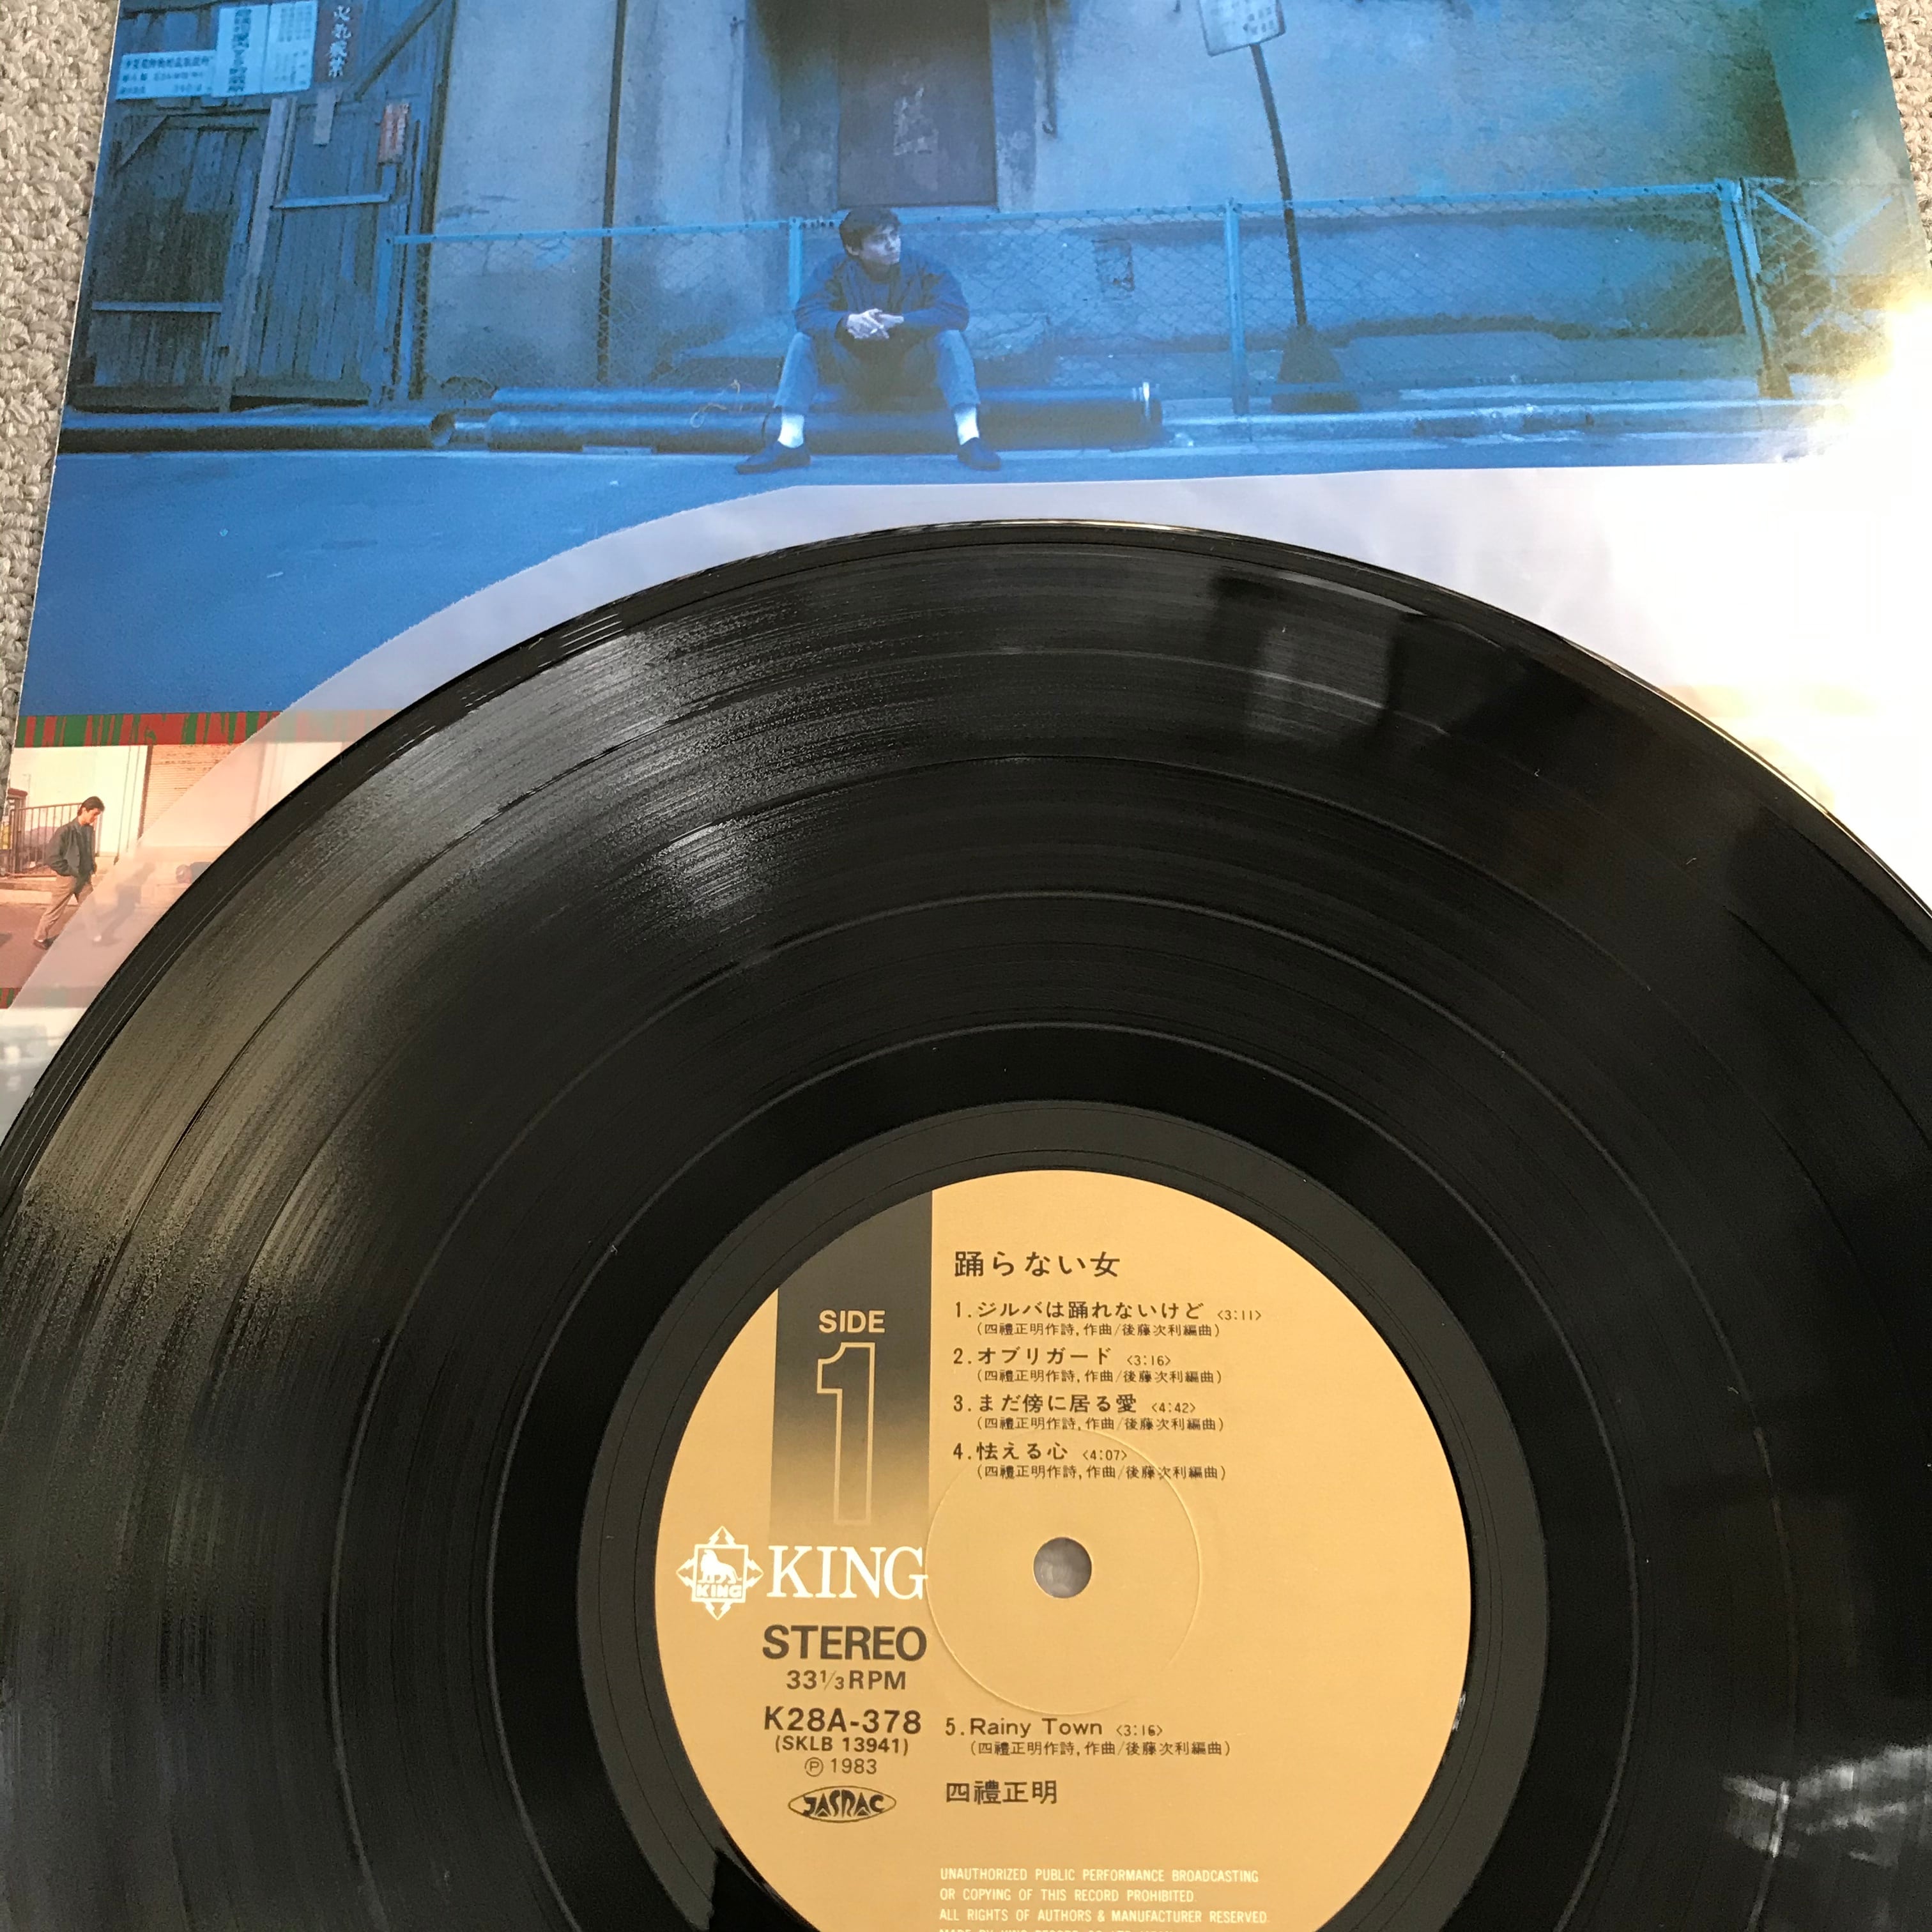 火気厳禁
踊らない女
SIDE
1
1.ジルバは踊れないけど <3:11>
(四禮正明作詩,作曲/後藤次利編曲)
2.オブリガード <3:16>
(四禮正明作詩,作曲/後藤次利編曲)
3.まだ傍に居る愛 <4:42>
(四禮正明作詩,作曲/後藤次利編曲)
4.怯える心 <4:07>
(四禮正明作詩,作曲/後藤次利編曲)
KING
KING
STEREO
33⅓RPM
K28A-378
(SKLB 13941)
Ⓟ1983
JASRAC
5.Rainy Town <3:16>
(四禮正明作詩,作曲/後藤次利編曲)
四禮正明
UNAUTHORIZED PUBLIC PERFORMANCE BROADCASTING
OR COPYING OF THIS RECORD PROHIBITED
ALL RIGHTS OF AUTHORS & MANUFACTURER RESERVED